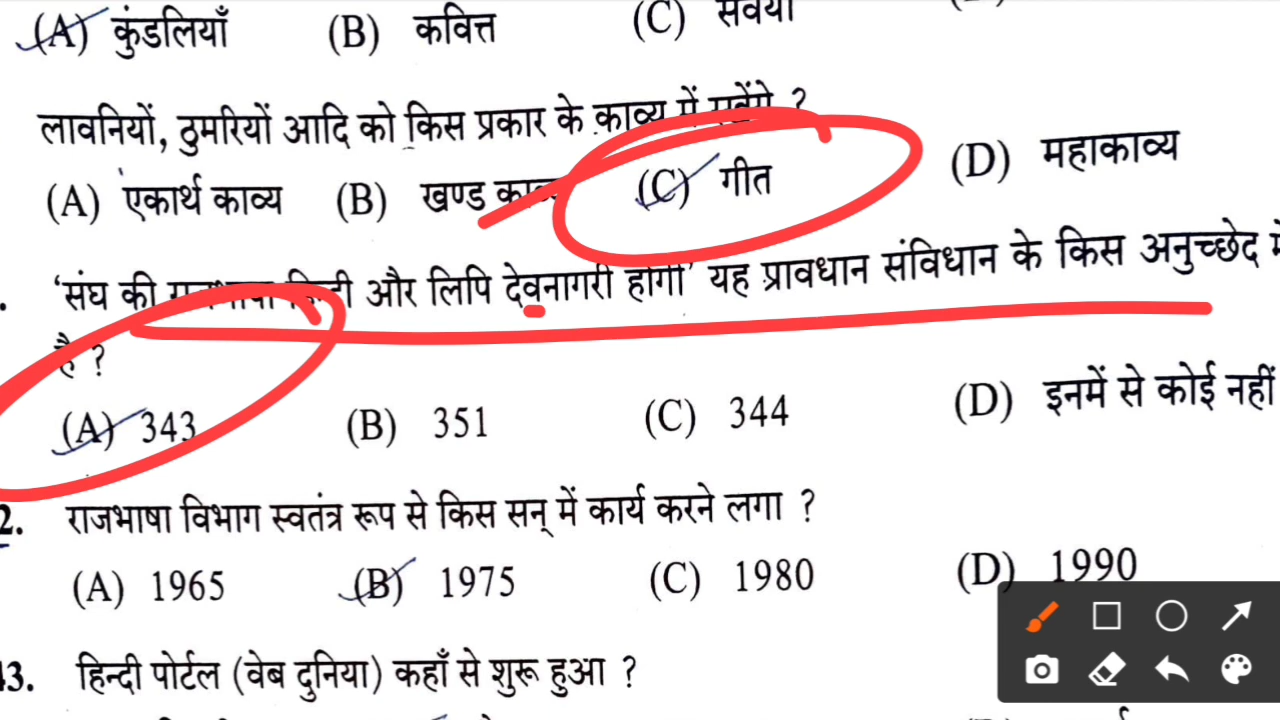 (A) कुंडलियाँ (B) कवित्त (C) सवैया
लावनियों, ठुमरियों आदि को किस प्रकार के काव्य में रखेंगे ?
(A) एकार्थ काव्य (B) खण्ड काव्य (C) गीत (D) महाकाव्य
'संघ की राजभाषा हिन्दी और लिपि देवनागरी होगी' यह प्रावधान संविधान के किस अनुच्छेद में
है ?
(A) 343 (B) 351 (C) 344 (D) इनमें से कोई नहीं
2. राजभाषा विभाग स्वतंत्र रूप से किस सन् में कार्य करने लगा ?
(A) 1965 (B) 1975 (C) 1980 (D) 1990
43. हिन्दी पोर्टल (वेब दुनिया) कहाँ से शुरू हुआ ?